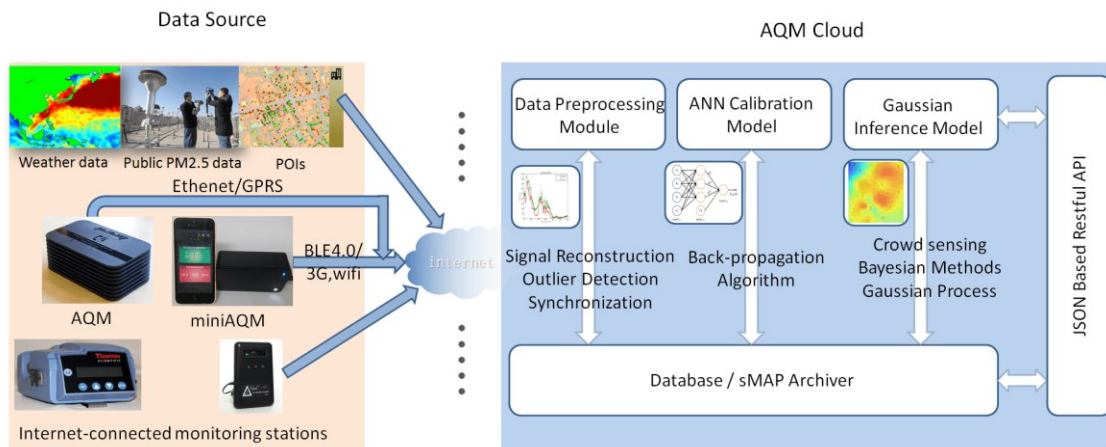 Data Source
AQM Cloud
Weather data
Public PM2.5 data
POIs
Ethenet/GPRS
BLE4.0/
3G,wifi
AQM
miniAQM
Thermo
SCIENTIFIC
Internet-connected monitoring stations
internet
Data Preprocessing
Module
ANN Calibration
Model
Gaussian
Inference Model
Signal Reconstruction
Outlier Detection
Synchronization
Back-propagation
Algorithm
Crowd sensing
Bayesian Methods
Gaussian Process
Database / sMAP Archiver
JSON Based Restful API